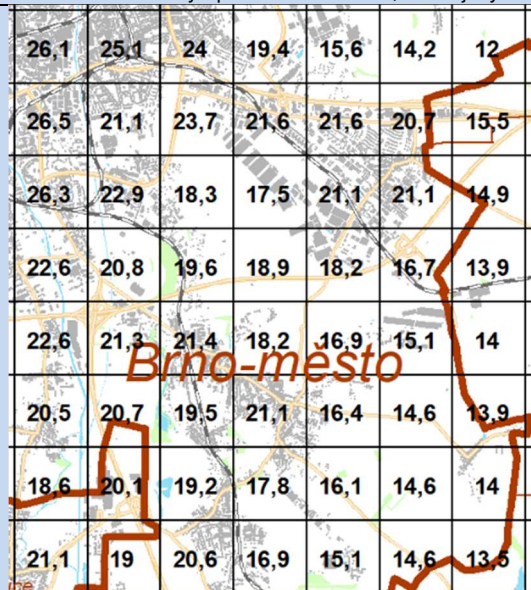 26,1 25,1 24 19,4 15,6 14,2 12
26,5 21,1 23,7 21,6 21,6 20,7 15,5
26,3 22,9 18,3 17,5 21,1 21,1 14,9
22,6 20,8 19,6 18,9 18,2 16,7 13,9
22,6 21,3 21,4 18,2 16,9 15,1 14
Brno-město
20,5 20,7 19,5 21,1 16,4 14,6 13,9
18,6 20,1 19,2 17,8 16,1 14,6 14
21,1 19 20,6 16,9 15,1 14,6 13,5